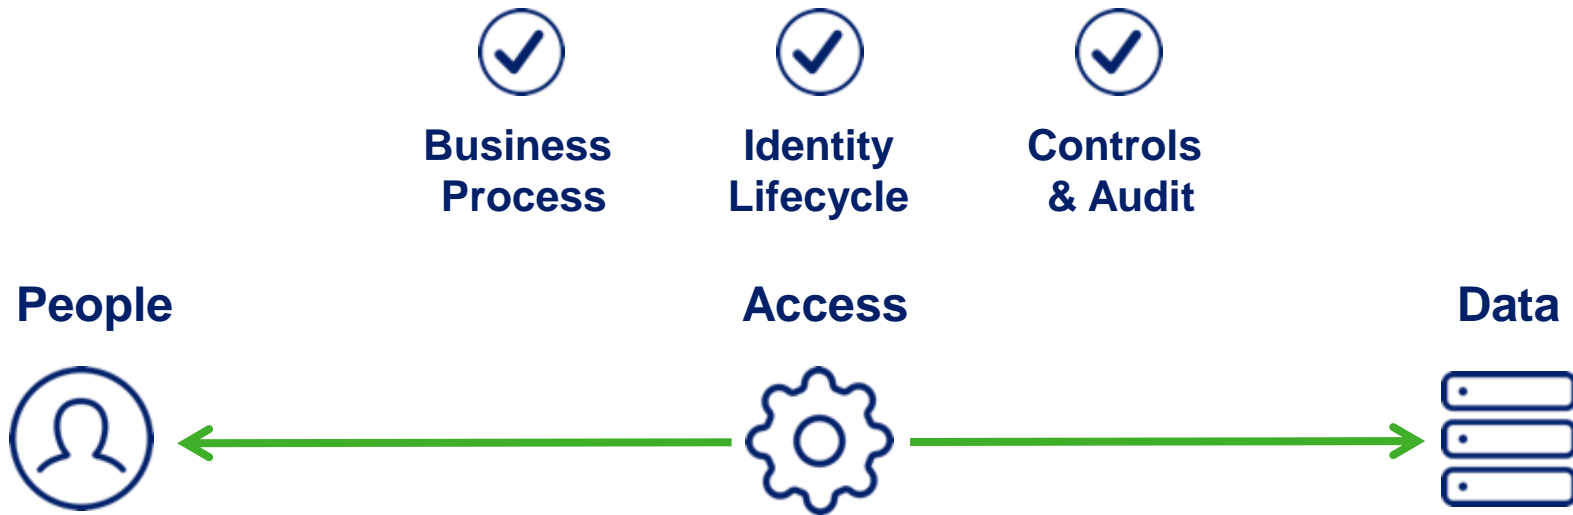 Business
Process
Identity
Lifecycle
Controls
& Audit
People
Access
Data